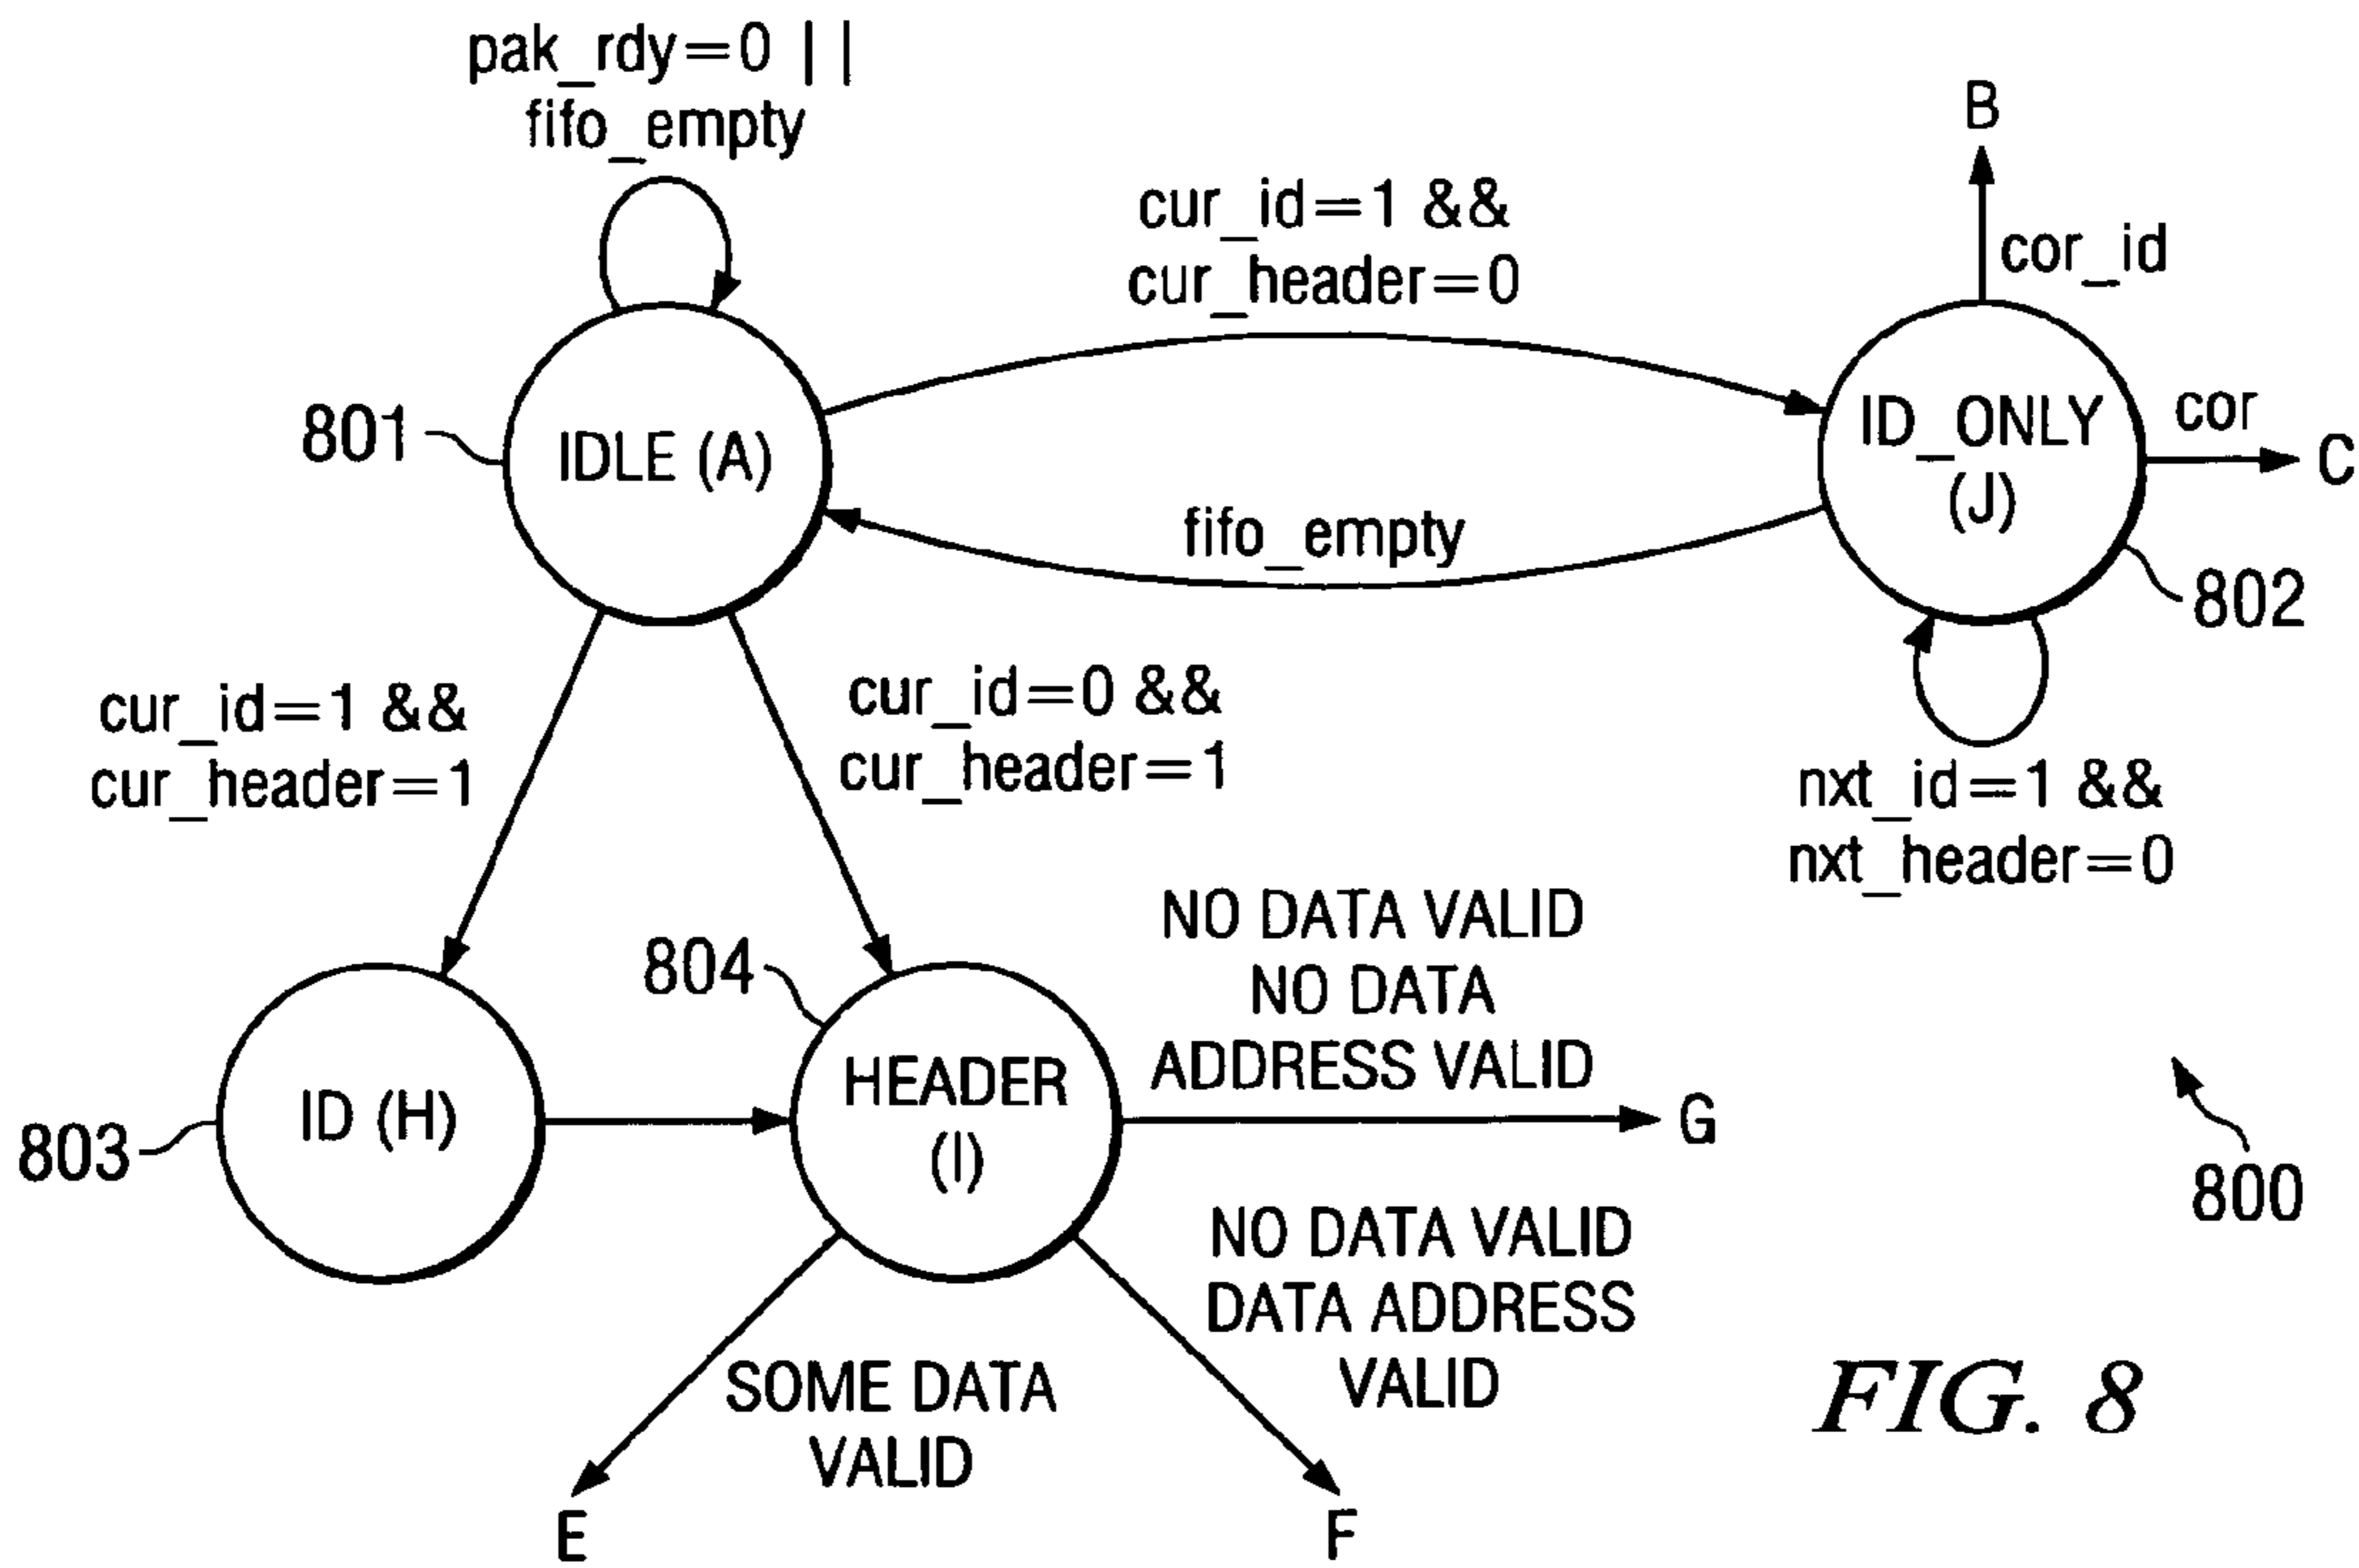 pak_rdy=0 ||
fifo_empty
B
cur_id=1 &&
cur_header=0
cor_id
801
IDLE (A)
ID_ONLY
(J)
cor
C
fifo_empty
802
cur_id=1 &&
cur_header=1
cur_id=0 &&
cur_header=1
nxt_id=1 &&
nxt_header=0
804
NO DATA VALID
NO DATA
ADDRESS VALID
803
ID (H)
HEADER
(I)
G
800
NO DATA VALID
DATA ADDRESS
VALID
SOME DATA
VALID
E
F
FIG. 8